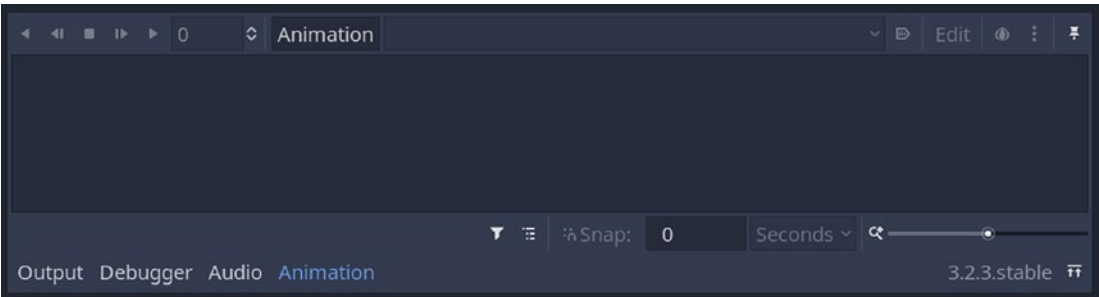 0 Animation Edit
Snap: 0 Seconds
Output Debugger Audio Animation 3.2.3.stable